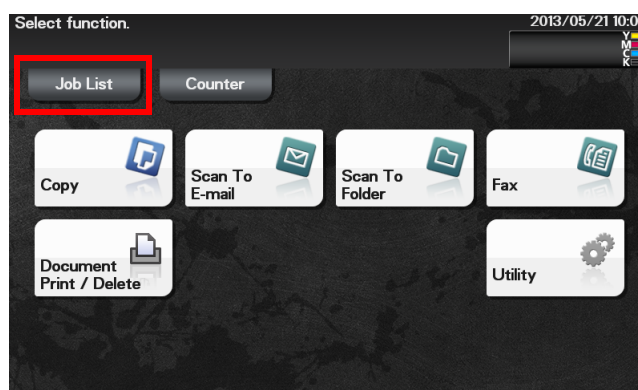 Select function.
2013/05/21 10:0
Y
M
C
K
Job List
Counter
Copy
Scan To
E-mail
Scan To
Folder
Fax
Document
Print / Delete
Utility